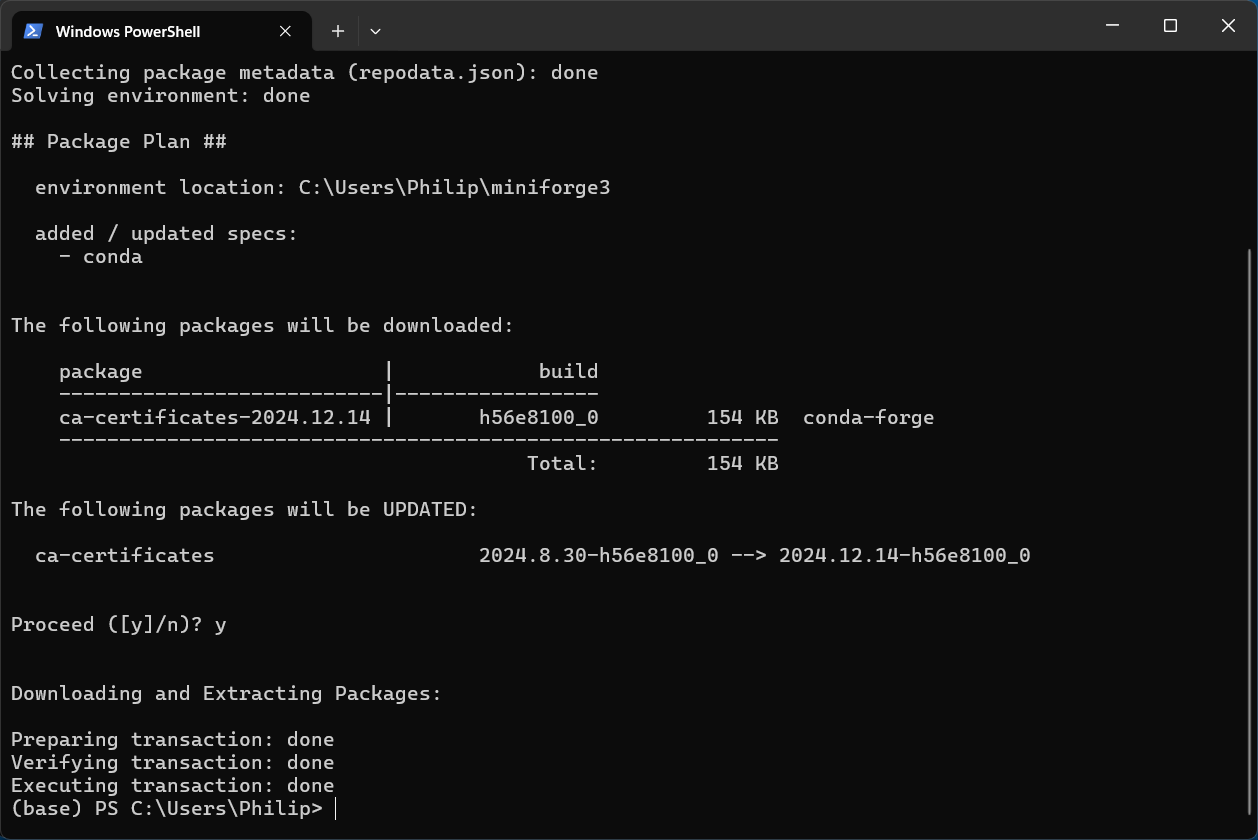 Windows PowerShell
Collecting package metadata (repodata.json): done
Solving environment: done
## Package Plan ##
  environment location: C:\Users\Philip\miniforge3
  added / updated specs:
    - conda
The following packages will be downloaded:
    package                    |            build
    ---------------------------|-----------------
    ca-certificates-2024.12.14 |       h56e8100_0         154 KB  conda-forge
    ------------------------------------------------------------
                                           Total:         154 KB
The following packages will be UPDATED:
  ca-certificates                      2024.8.30-h56e8100_0 --> 2024.12.14-h56e8100_0
Proceed ([y]/n)? y
Downloading and Extracting Packages:
Preparing transaction: done
Verifying transaction: done
Executing transaction: done
(base) PS C:\Users\Philip>